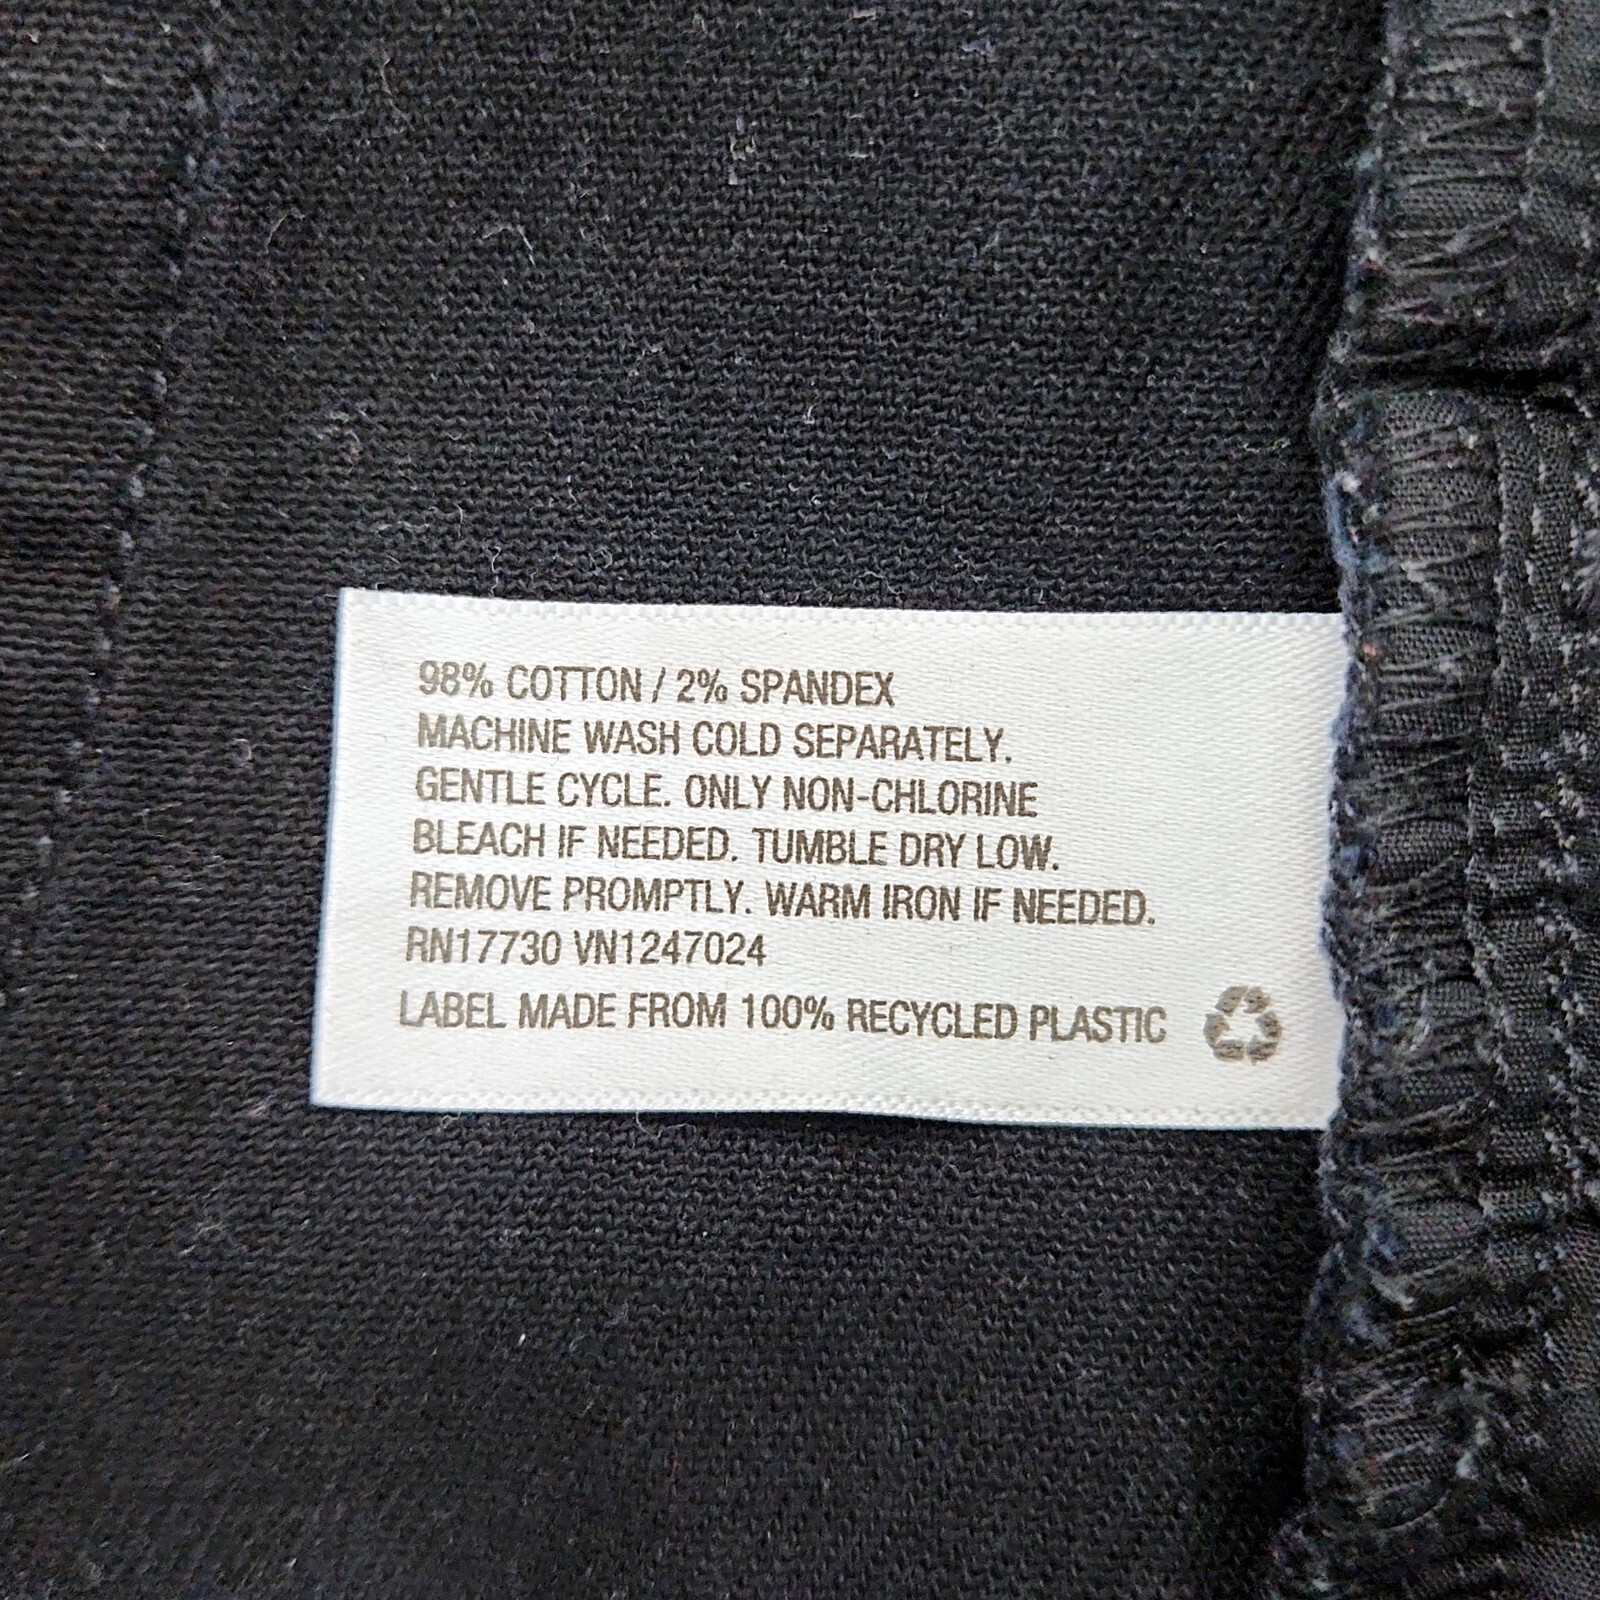 98% COTTON / 2% SPANDEX
MACHINE WASH COLD SEPARATELY.
GENTLE CYCLE. ONLY NON-CHLORINE
BLEACH IF NEEDED. TUMBLE DRY LOW.
REMOVE PROMPTLY. WARM IRON IF NEEDED.
RN17730 VN1247024
LABEL MADE FROM 100% RECYCLED PLASTIC